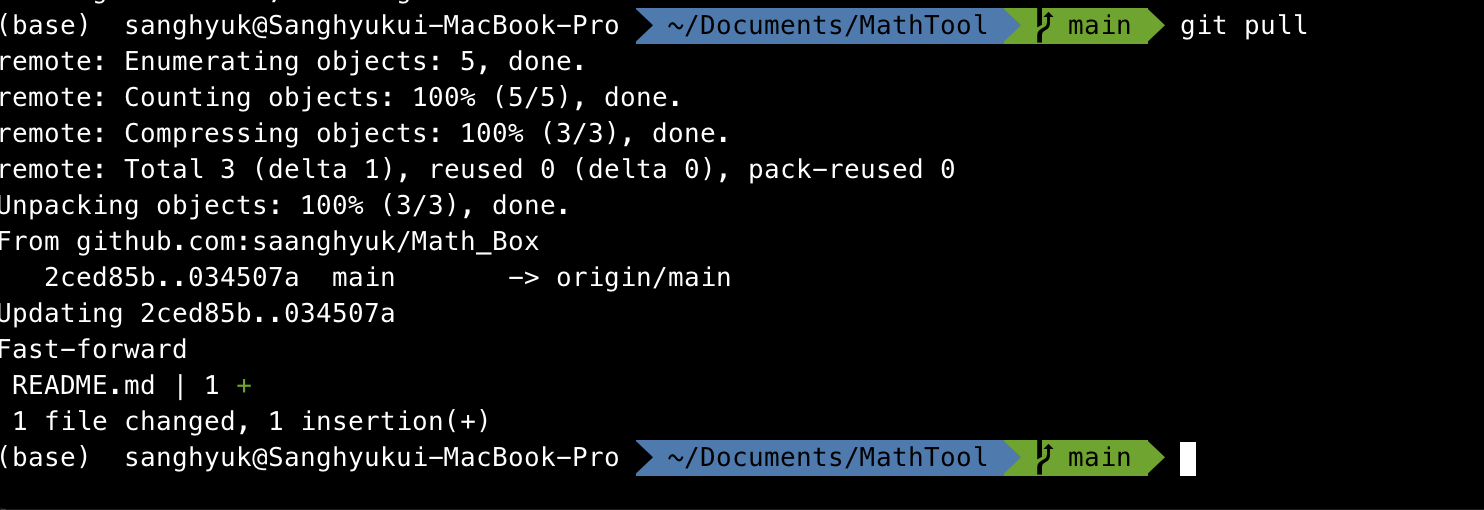 (base) sanghyuk@Sanghyukui-MacBook-Pro ~/Documents/MathTool main git pull
remote: Enumerating objects: 5, done.
remote: Counting objects: 100% (5/5), done.
remote: Compressing objects: 100% (3/3), done.
remote: Total 3 (delta 1), reused 0 (delta 0), pack-reused 0
Unpacking objects: 100% (3/3), done.
From github.com:saanghyuk/Math_Box
   2ced85b..034507a  main       -> origin/main
Updating 2ced85b..034507a
Fast-forward
 README.md | 1 +
 1 file changed, 1 insertion(+)
(base) sanghyuk@Sanghyukui-MacBook-Pro ~/Documents/MathTool main